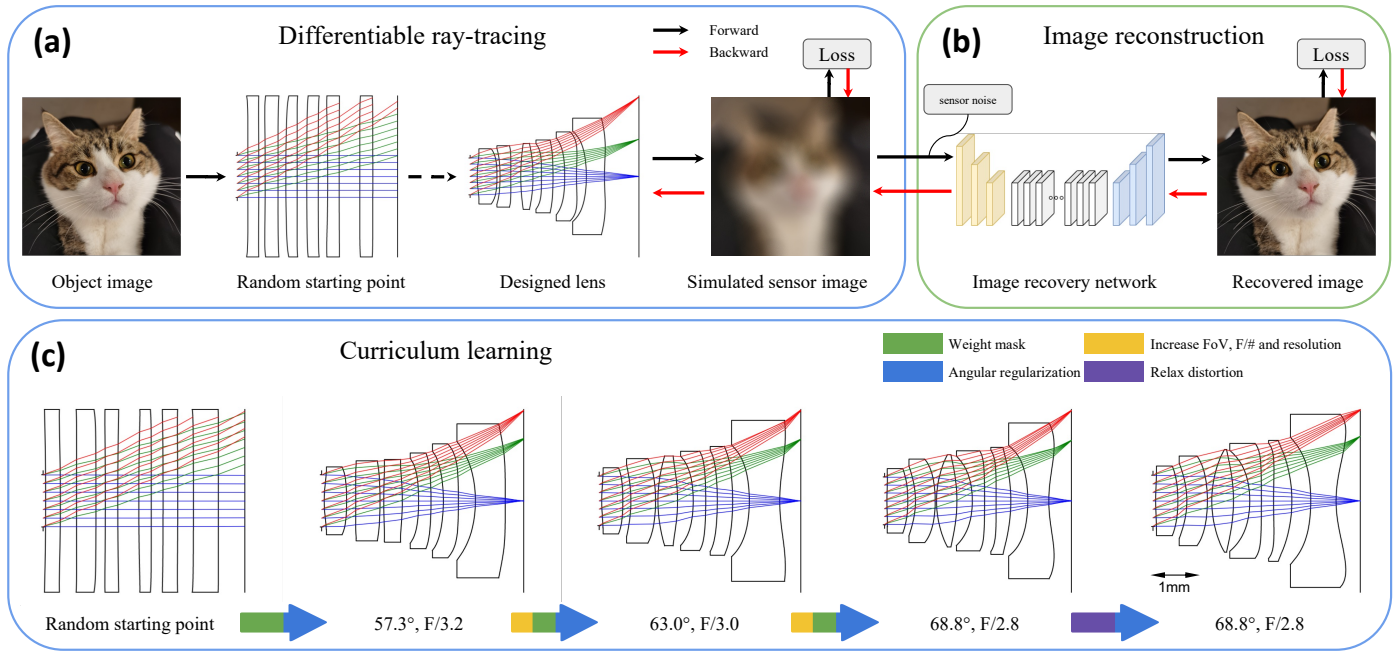 (a)
Differentiable ray-tracing
Forward
Backward
Loss
Object image
Random starting point
Designed lens
Simulated sensor image
(b)
Image reconstruction
Loss
sensor noise
Image recovery network
Recovered image
(c)
Curriculum learning
Weight mask
Increase FoV, F/# and resolution
Angular regularization
Relax distortion
1mm
Random starting point
57.3°, F/3.2
63.0°, F/3.0
68.8°, F/2.8
68.8°, F/2.8